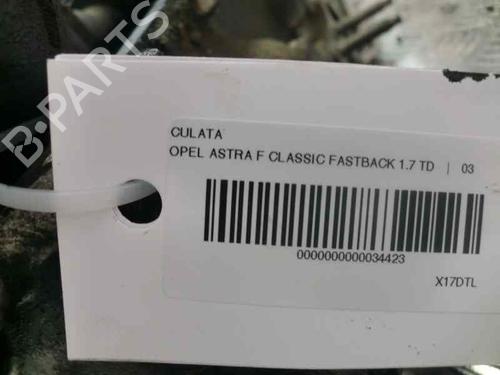 B-PARTS
CULATA
OPEL ASTRA F CLASSIC FASTBACK 1.7 TD | 03
0000000000034423
X17DTL